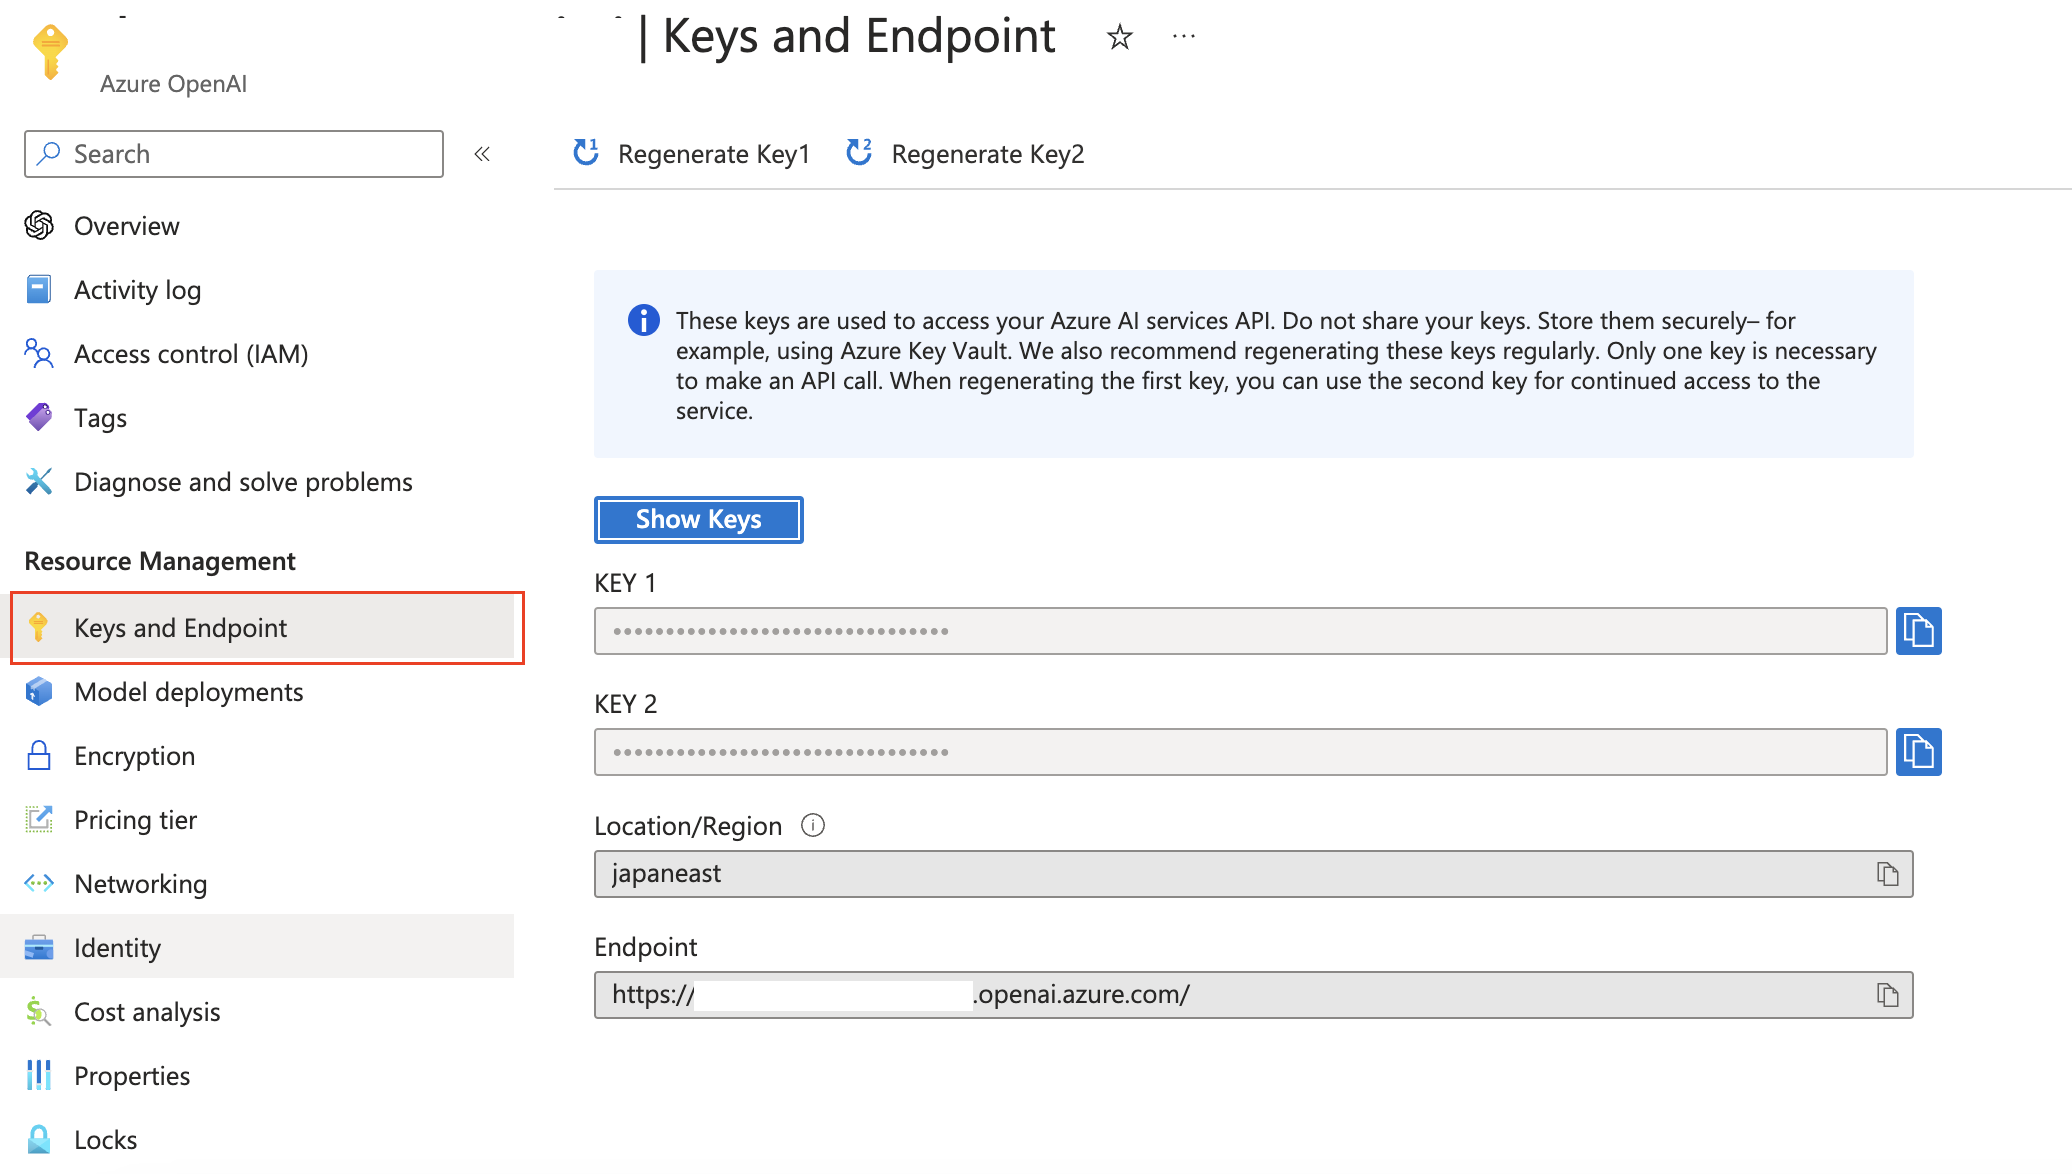 | Keys and Endpoint
Azure OpenAI
Search
«
Overview
Activity log
Access control (IAM)
Tags
Diagnose and solve problems
Resource Management
Keys and Endpoint
Model deployments
Encryption
Pricing tier
Networking
Identity
Cost analysis
Properties
Locks
1 Regenerate Key1 2 Regenerate Key2
These keys are used to access your Azure AI services API. Do not share your keys. Store them securely– for
example, using Azure Key Vault. We also recommend regenerating these keys regularly. Only one key is necessary
to make an API call. When regenerating the first key, you can use the second key for continued access to the
service.
Show Keys
KEY 1
••••••••••••••••••••••••••••••••
KEY 2
••••••••••••••••••••••••••••••••
Location/Region
japaneast
Endpoint
https:// .openai.azure.com/